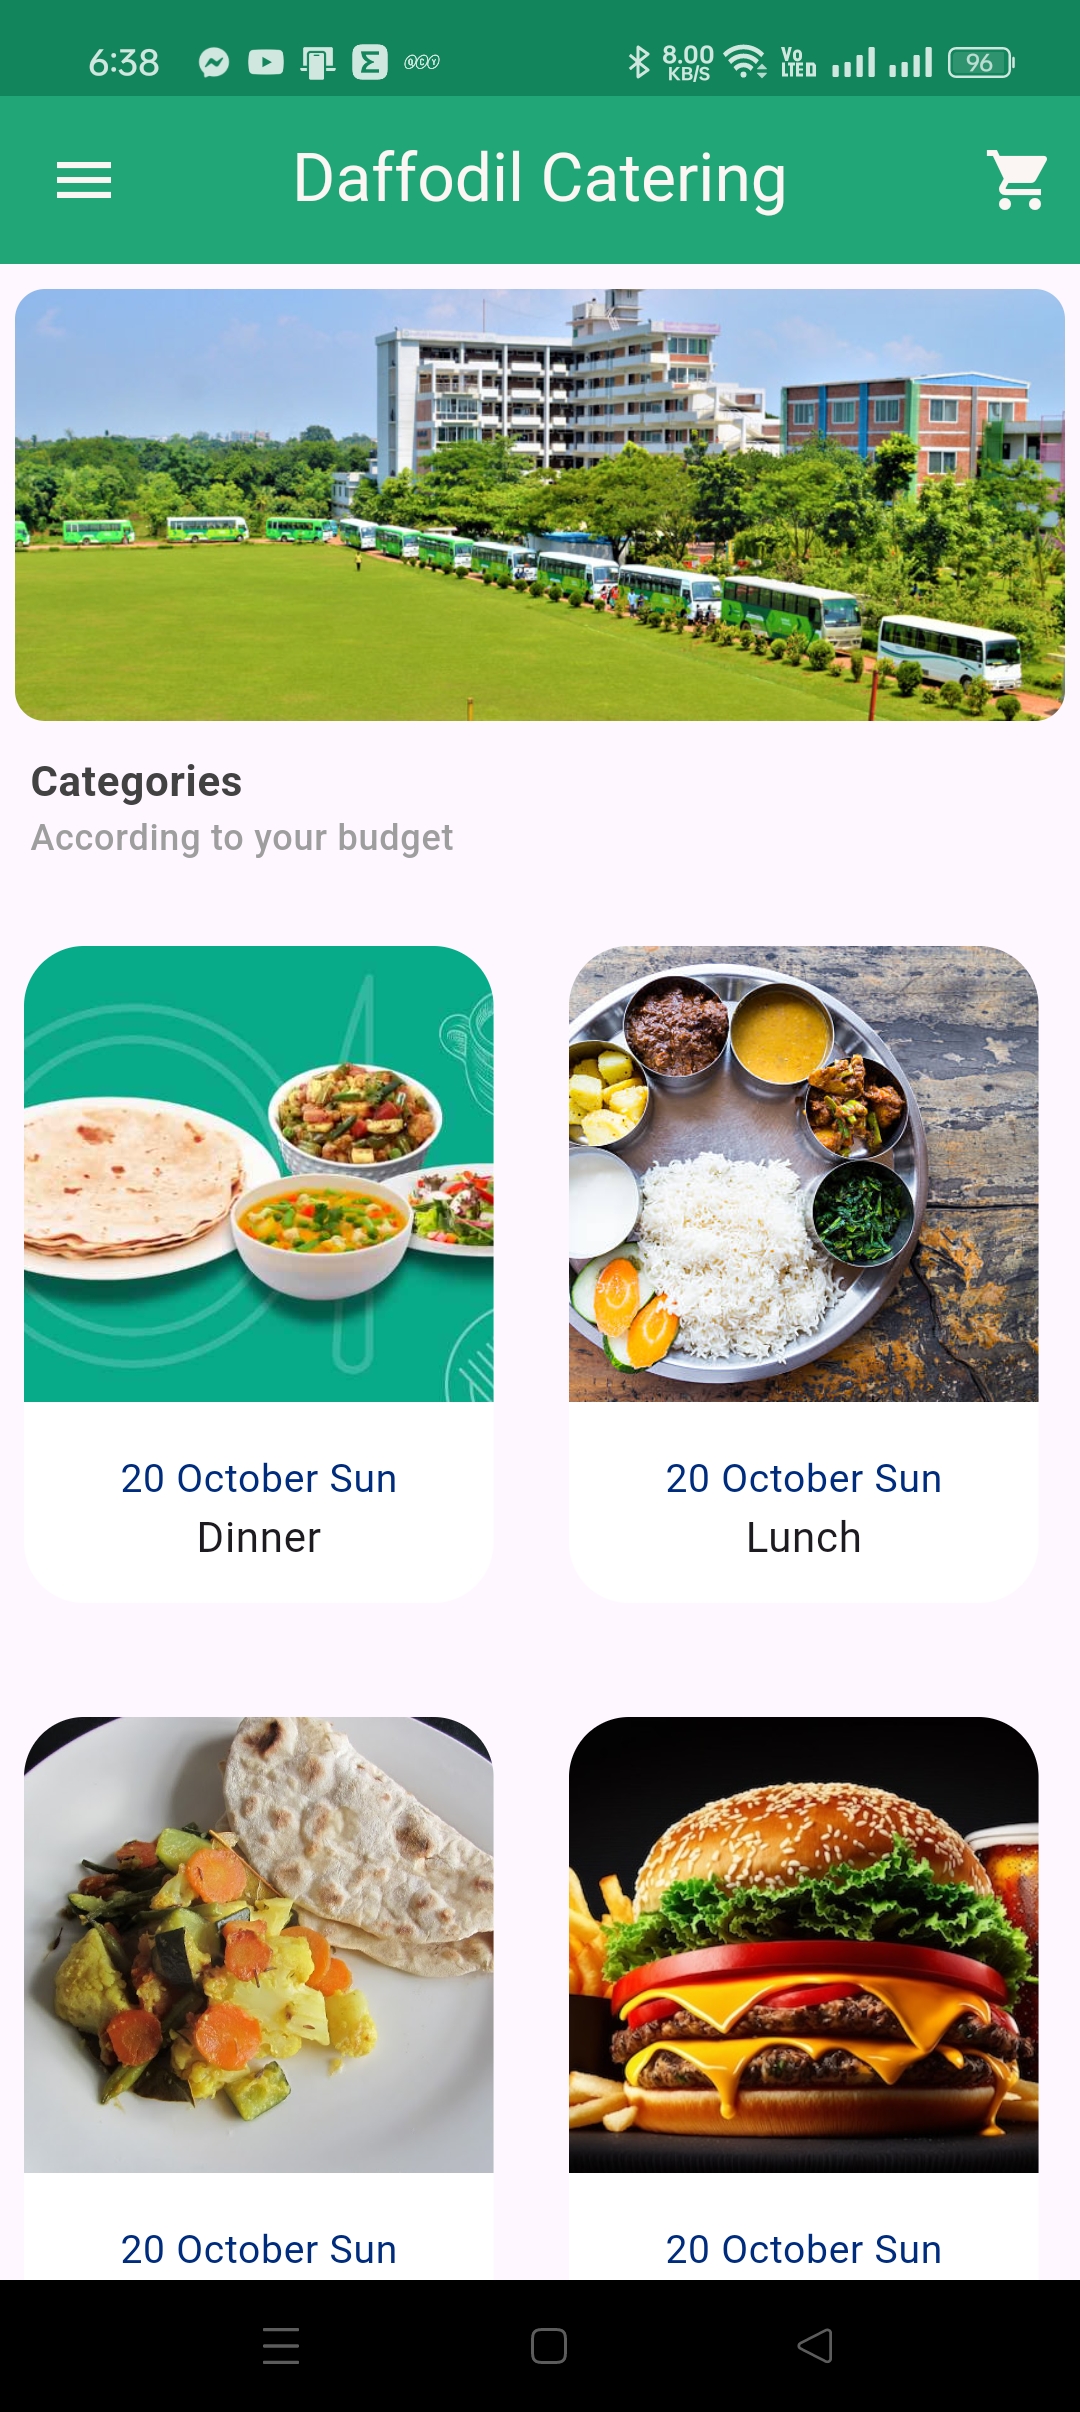 6:38
8.00
KB/S
Vo
LTE
96
Daffodil Catering
Categories
According to your budget
20 October Sun
Dinner
20 October Sun
Lunch
20 October Sun
20 October Sun